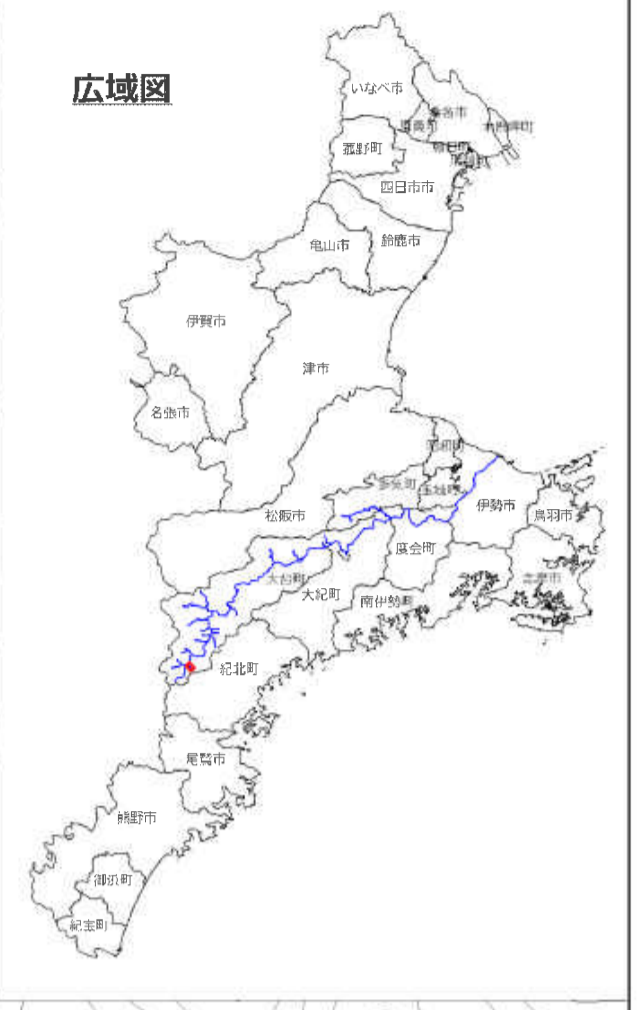 広域図
いなべ市
桑名市
東員町
木曽岬町
菰野町
朝日町
川越町
四日市市
亀山市
鈴鹿市
伊賀市
津市
名張市
明和町
多気町
玉城町
松阪市
伊勢市
鳥羽市
度会町
大台町
志摩市
大紀町
南伊勢町
紀北町
尾鷲市
熊野市
御浜町
紀宝町